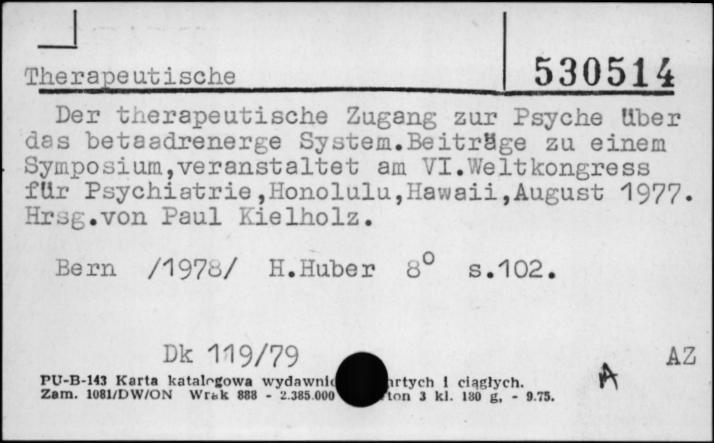 Therapeutische 530514
Der therapeutische Zugang zur Psyche über
das betaadrenerge System.Beiträge zu einem
Symposium,veranstaltet am VI.Weltkongress
für Psychiatrie,Honolulu,Hawaii,August 1977.
Hrsg.von Paul Kielholz.
Bern /1978/ H.Huber 8° s.102.
Dk 119/79 AZ
PU-B-143 Karta katalogowa wydawnic rtych i ciągłych. A
Zam. 1081/DW/ON Wrak 888 - 2.385.000 ton 3 kl. 180 g. - 9.75.